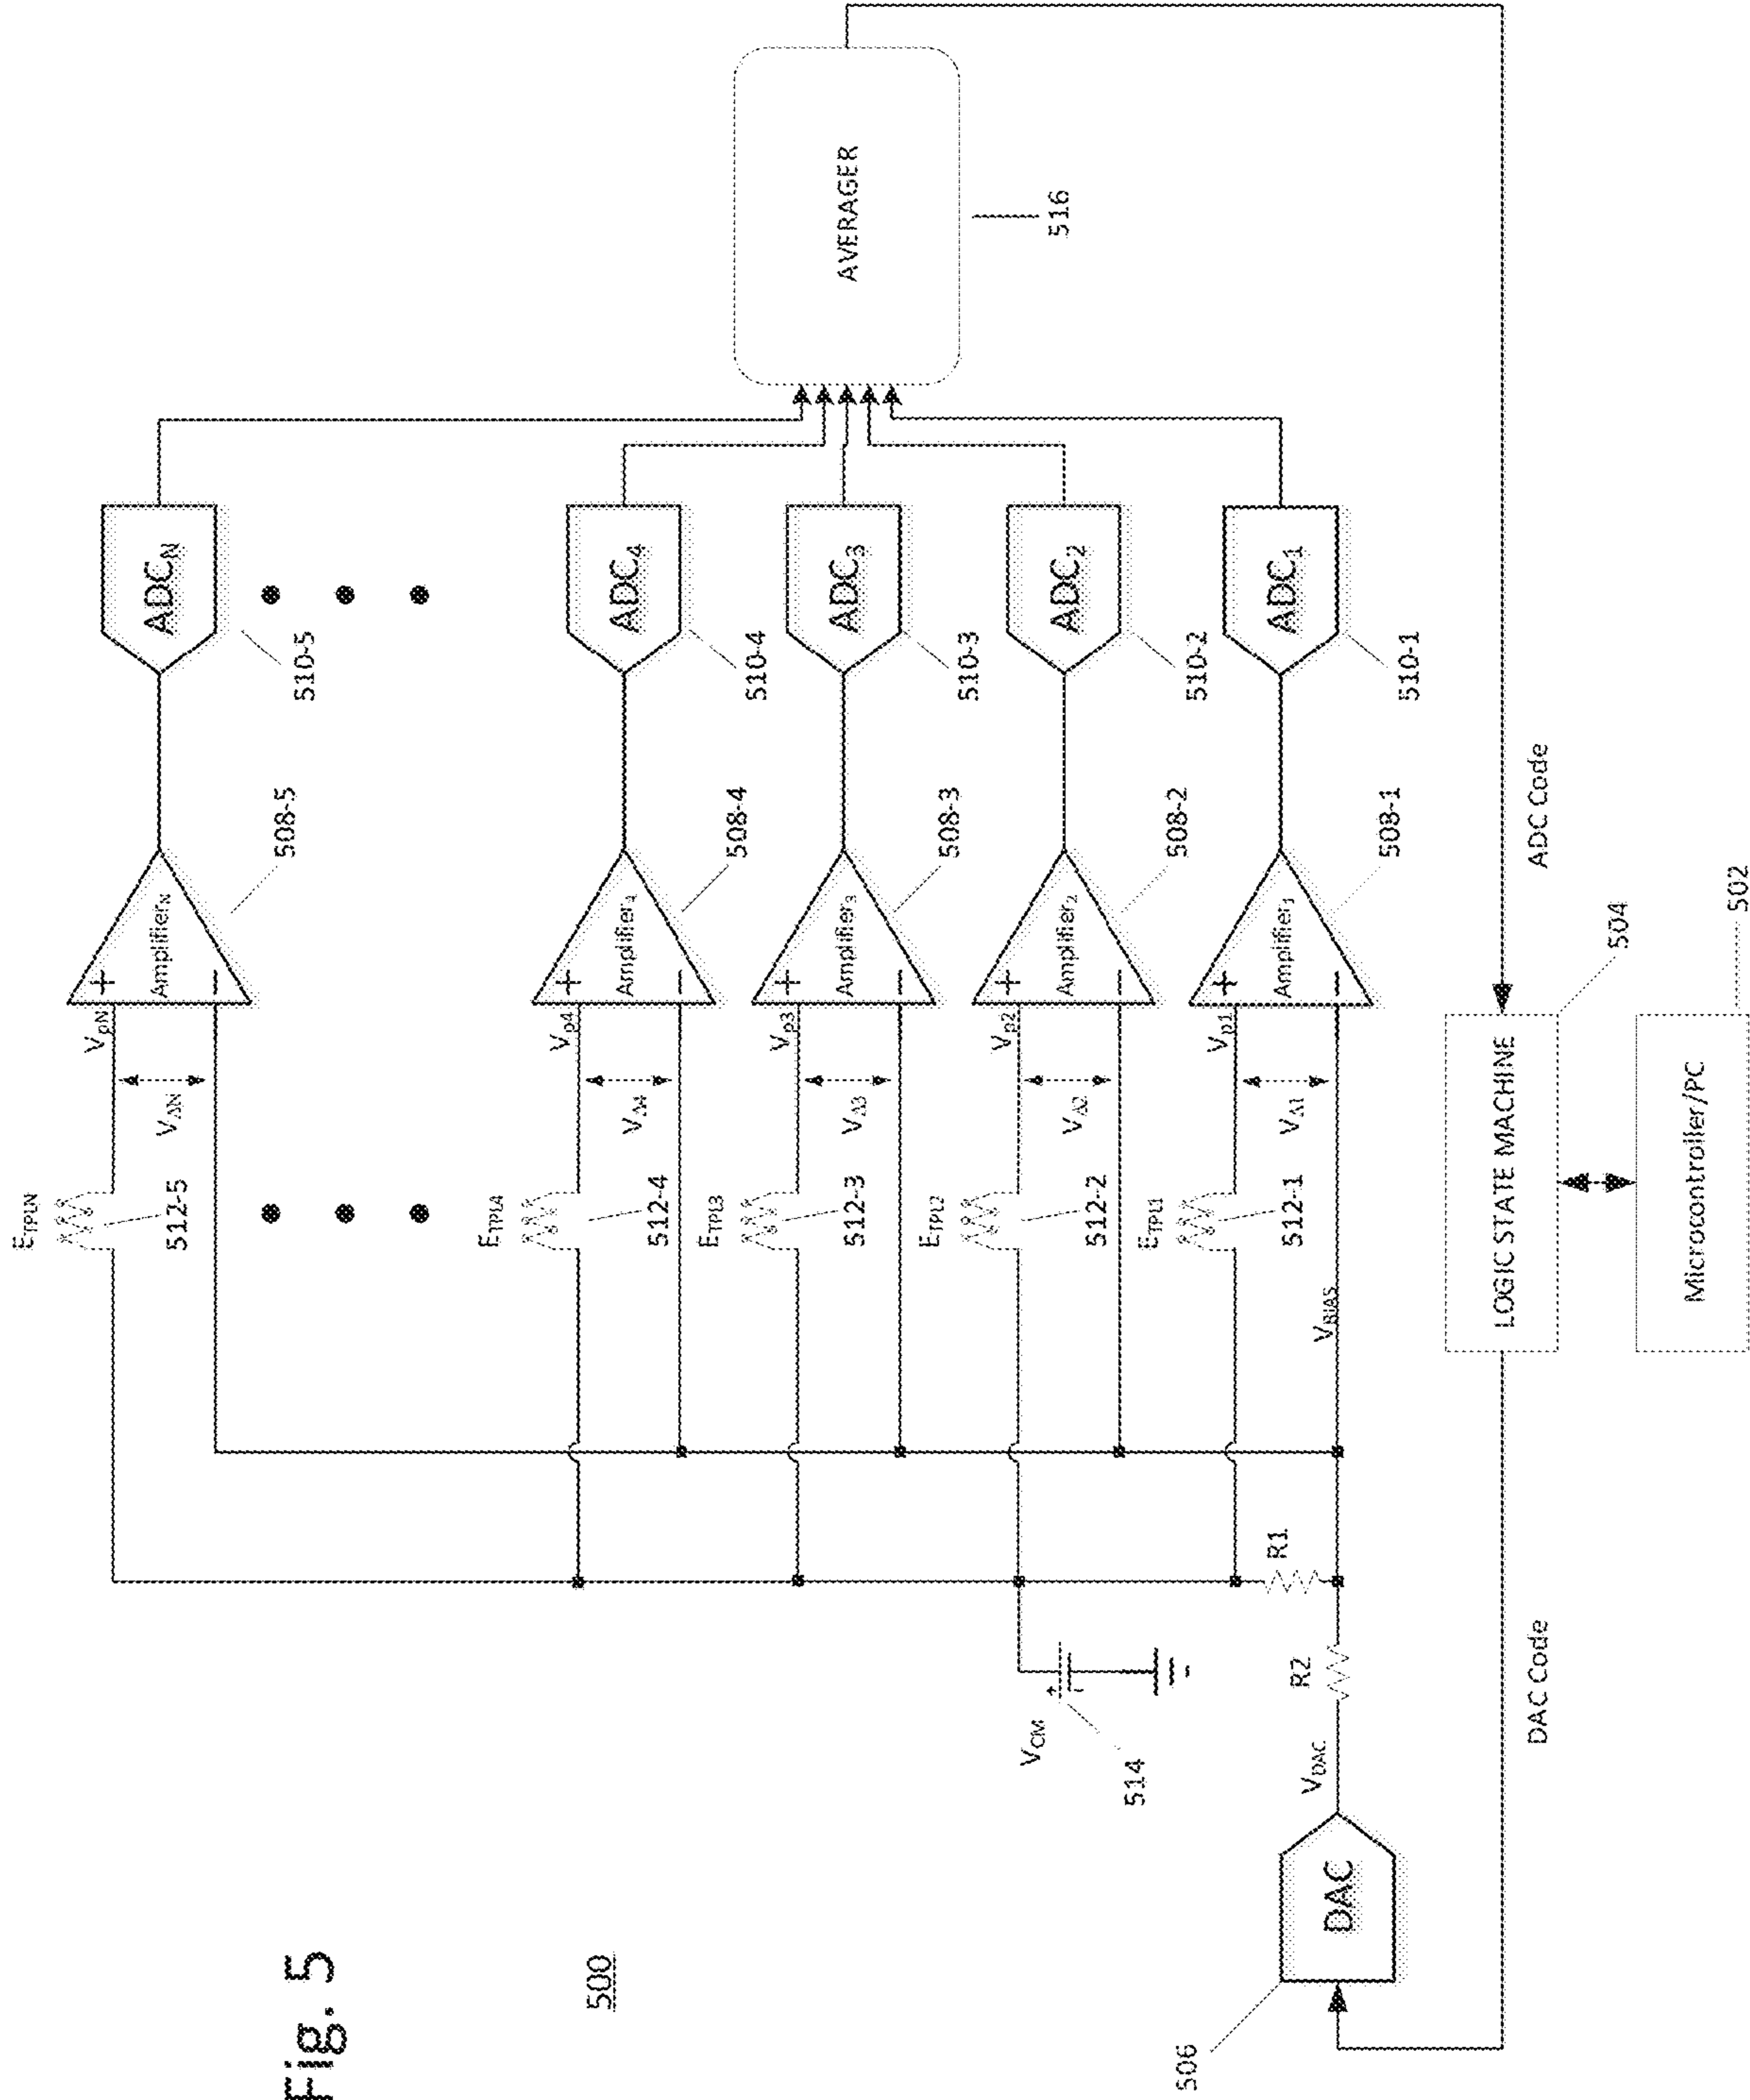 Fig. 5
500
E_TPLN
512-5
V_ΔN
V_pN
+
Amplifier_N
−
508-5
ADC_N
510-5
E_TPL4
512-4
V_Δ4
V_p4
+
Amplifier_4
−
508-4
ADC_4
510-4
E_TPL3
512-3
V_Δ3
V_p3
+
Amplifier_3
−
508-3
ADC_3
510-3
AVERAGER
516
V_CM
514
E_TPL2
512-2
V_Δ2
V_p2
+
Amplifier_2
−
508-2
ADC_2
510-2
R1
E_TPL1
512-1
V_Δ1
V_p1
+
Amplifier_1
−
508-1
ADC_1
510-1
506
DAC
V_DAC
R2
V_BIAS
DAC Code
ADC Code
LOGIC STATE MACHINE
504
Microcontroller/PC
502